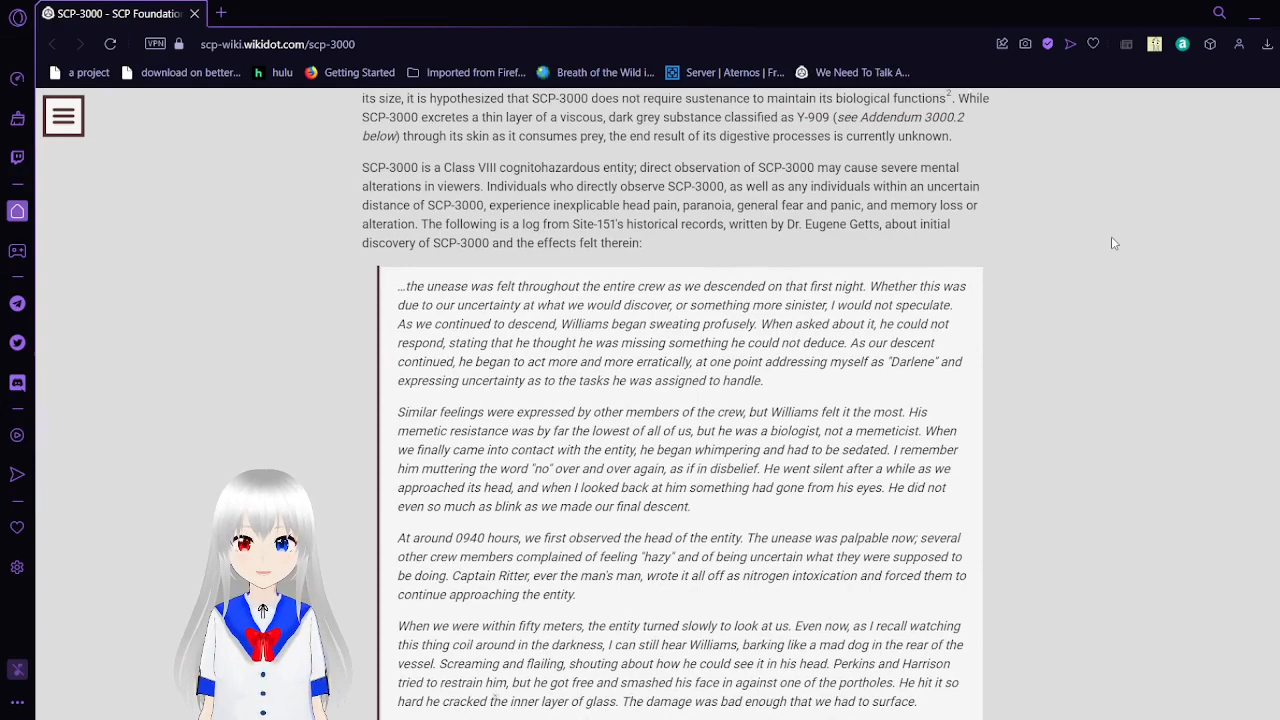 SCP-3000 - SCP Foundatio
VPN
scp-wiki.wikidot.com/scp-3000
a project
download on better...
h
hulu
Getting Started
Imported from Firef...
Breath of the Wild i...
Server | Aternos | Fr...
We Need To Talk A...
a
its size, it is hypothesized that SCP-3000 does not require sustenance to maintain its biological functions2. While
SCP-3000 excretes a thin layer of a viscous, dark grey substance classified as Y-909 (see Addendum 3000.2
below) through its skin as it consumes prey, the end result of its digestive processes is currently unknown.
SCP-3000 is a Class VIII cognitohazardous entity; direct observation of SCP-3000 may cause severe mental
alterations in viewers. Individuals who directly observe SCP-3000, as well as any individuals within an uncertain
distance of SCP-3000, experience inexplicable head pain, paranoia, general fear and panic, and memory loss or
alteration. The following is a log from Site-151's historical records, written by Dr. Eugene Getts, about initial
discovery of SCP-3000 and the effects felt therein:
…the unease was felt throughout the entire crew as we descended on that first night. Whether this was
due to our uncertainty at what we would discover, or something more sinister, I would not speculate.
As we continued to descend, Williams began sweating profusely. When asked about it, he could not
respond, stating that he thought he was missing something he could not deduce. As our descent
continued, he began to act more and more erratically, at one point addressing myself as "Darlene" and
expressing uncertainty as to the tasks he was assigned to handle.
Similar feelings were expressed by other members of the crew, but Williams felt it the most. His
memetic resistance was by far the lowest of all of us, but he was a biologist, not a memeticist. When
we finally came into contact with the entity, he began whimpering and had to be sedated. I remember
him muttering the word "no" over and over again, as if in disbelief. He went silent after a while as we
approached its head, and when I looked back at him something had gone from his eyes. He did not
even so much as blink as we made our final descent.
At around 0940 hours, we first observed the head of the entity. The unease was palpable now; several
other crew members complained of feeling "hazy" and of being uncertain what they were supposed to
be doing. Captain Ritter, ever the man's man, wrote it all off as nitrogen intoxication and forced them to
continue approaching the entity.
When we were within fifty meters, the entity turned slowly to look at us. Even now, as I recall watching
this thing coil around in the darkness, I can still hear Williams, barking like a mad dog in the rear of the
vessel. Screaming and flailing, shouting about how he could see it in his head. Perkins and Harrison
tried to restrain him, but he got free and smashed his face in against one of the portholes. He hit it so
hard he cracked the inner layer of glass. The damage was bad enough that we had to surface.